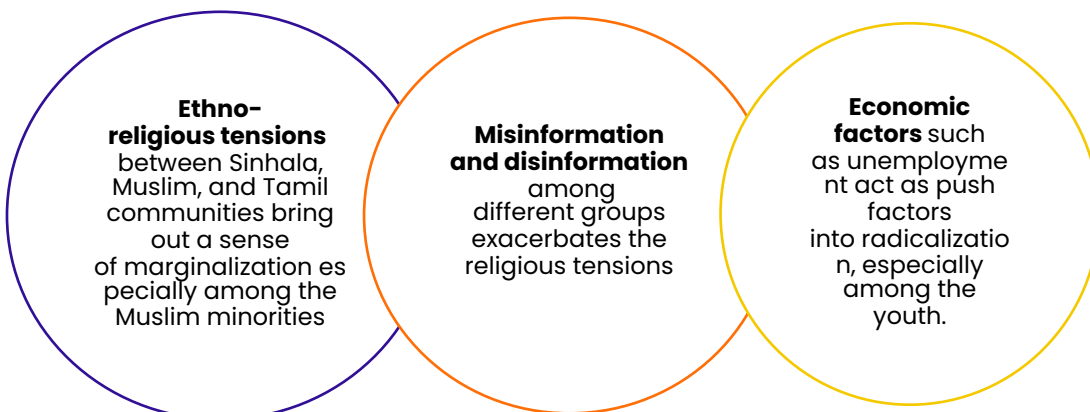 Ethno-
religious tensions
between Sinhala,
Muslim, and Tamil
communities bring
out a sense
of marginalization es
pecially among the
Muslim minorities
Misinformation
and disinformation
among
different groups
exacerbates the
religious tensions
Economic
factors such
as unemployme
nt act as push
factors
into radicalizatio
n, especially
among the
youth.